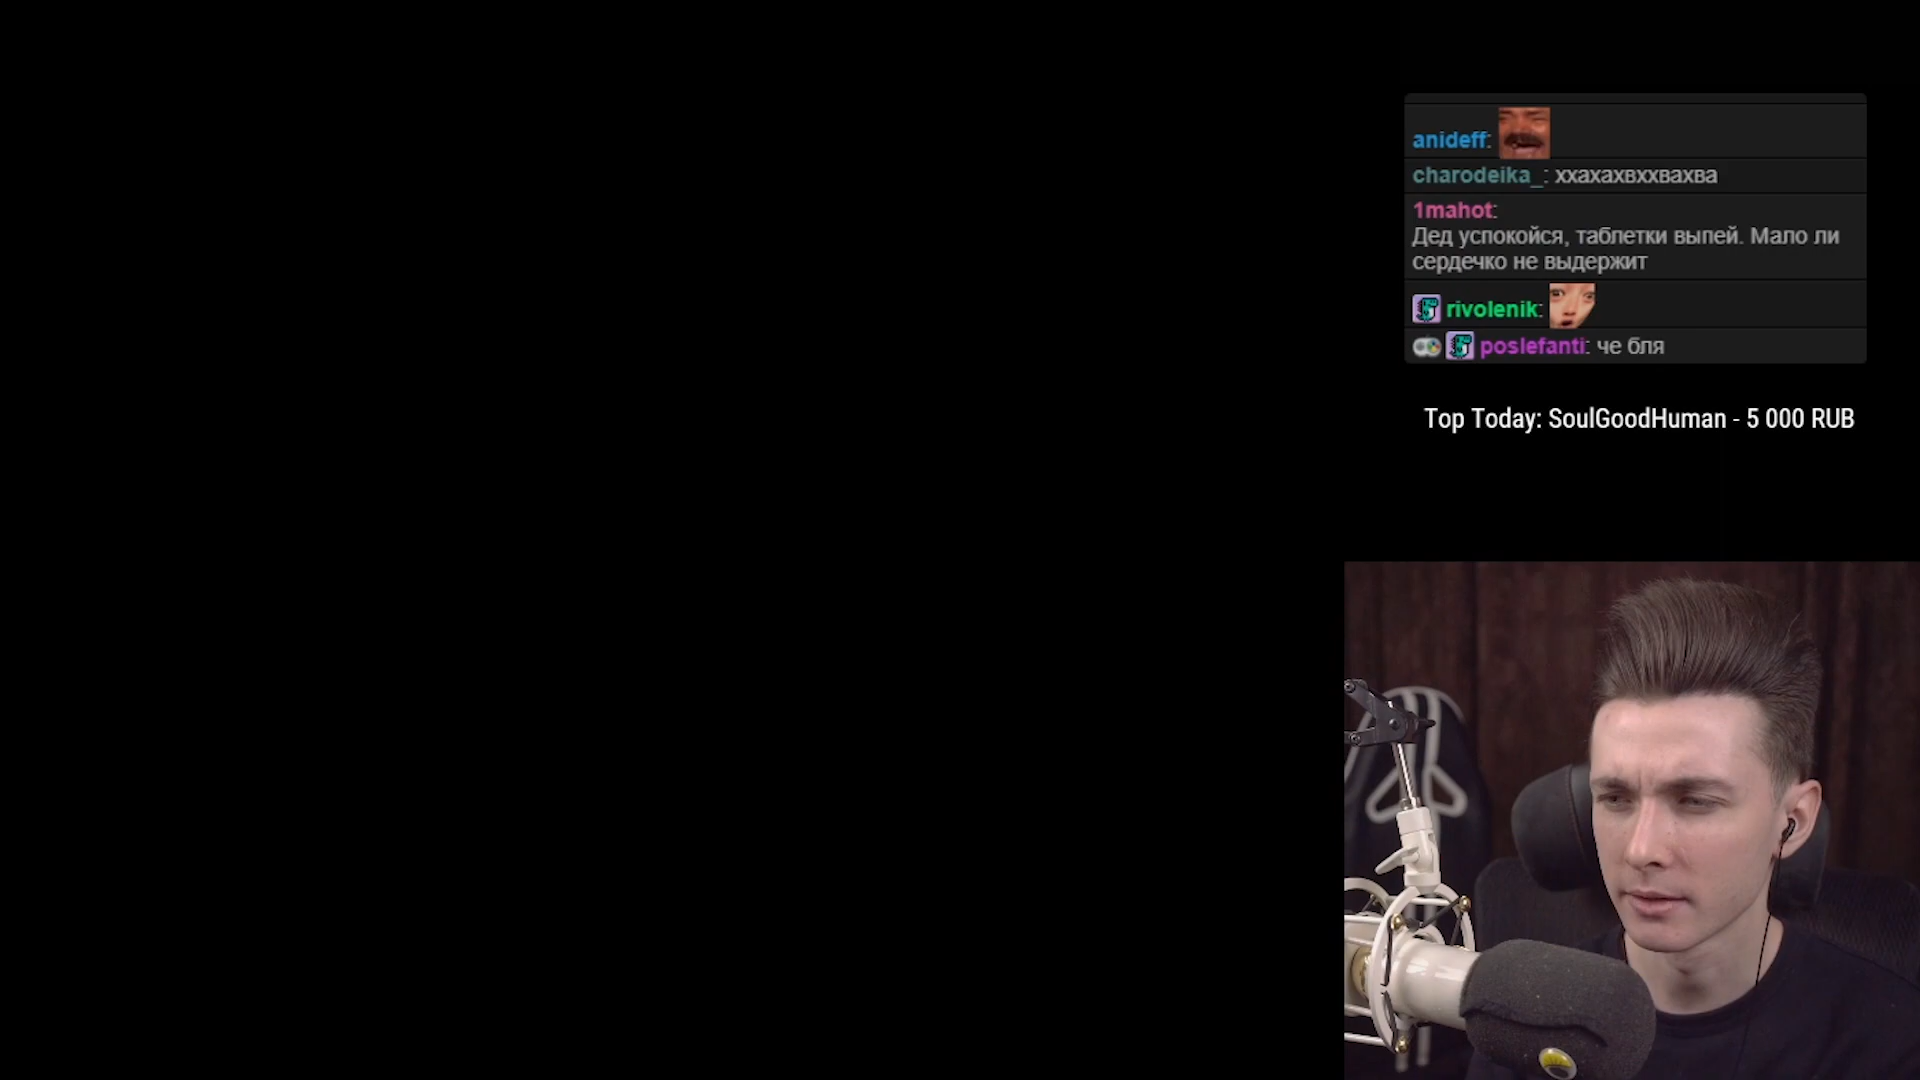 anideff:
charodeika_: ххахахвххвахва
1mahot:
Дед успокойся, таблетки выпей. Мало ли
сердечко не выдержит
rivolenik:
poslefanti: че бля
Top Today: SoulGoodHuman - 5 000 RUB